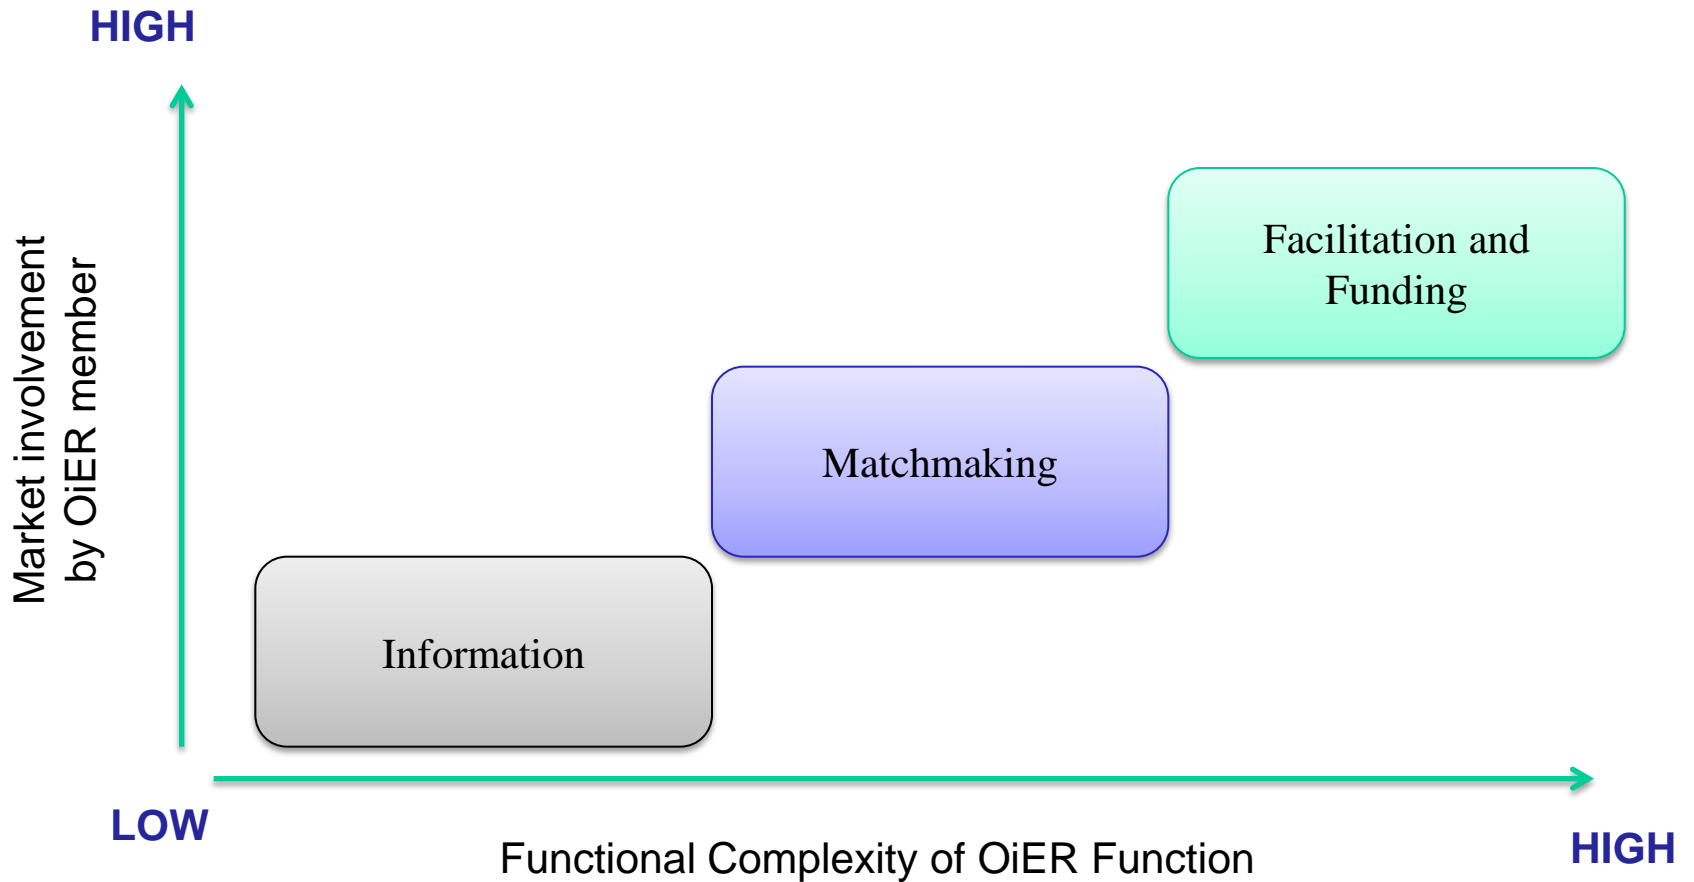 HIGH
Market involvement
by OiER member
Facilitation and
Funding
Matchmaking
Information
LOW
Functional Complexity of OiER Function
HIGH